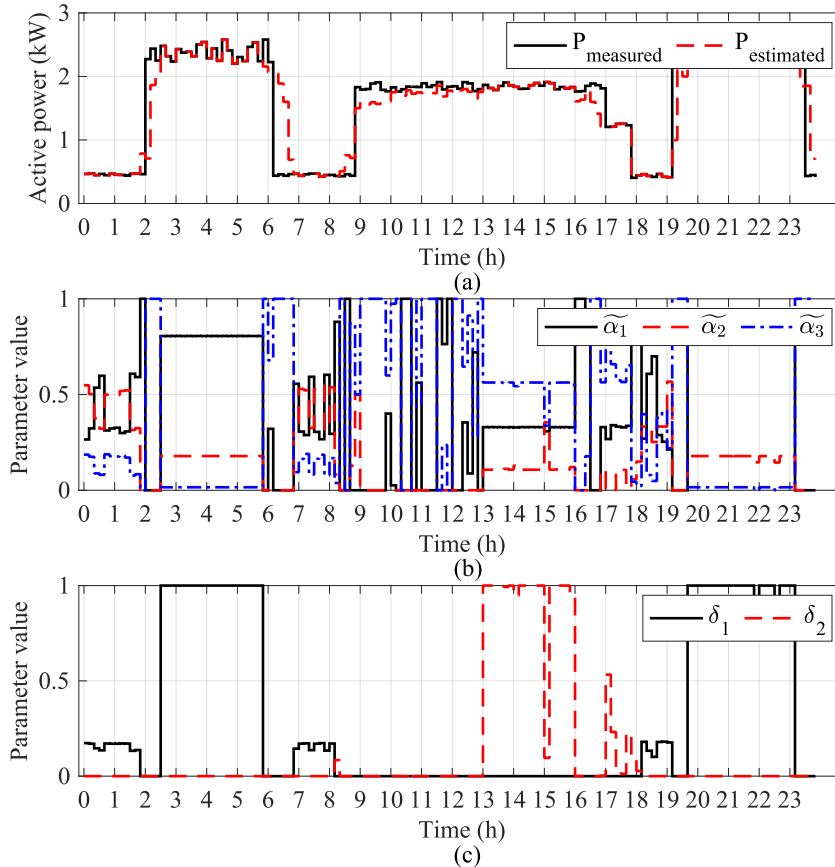 3
2
1
0
Active power (kW)
P_measured P_estimated
0 1 2 3 4 5 6 7 8 9 10 11 12 13 14 15 16 17 18 19 20 21 22 23
Time (h)
(a)
1
0.5
0
Parameter value
α̃₁ α̃₂ α̃₃
0 1 2 3 4 5 6 7 8 9 10 11 12 13 14 15 16 17 18 19 20 21 22 23
Time (h)
(b)
1
0.5
0
Parameter value
δ₁ δ₂
0 1 2 3 4 5 6 7 8 9 10 11 12 13 14 15 16 17 18 19 20 21 22 23
Time (h)
(c)